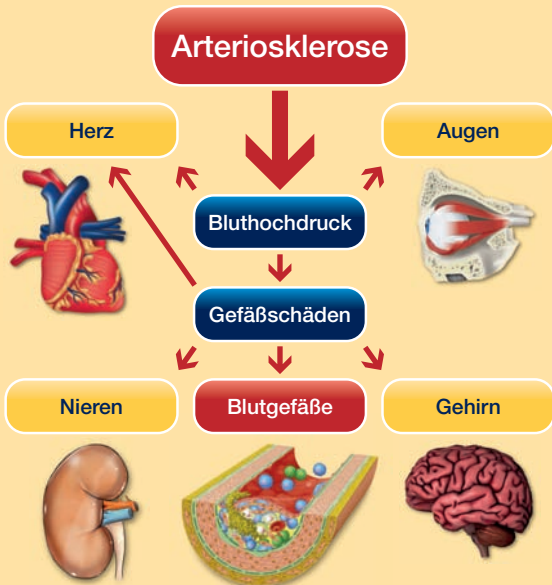 Arteriosklerose
Herz
Augen
Bluthochdruck
Gefäßschäden
Nieren
Blutgefäße
Gehirn